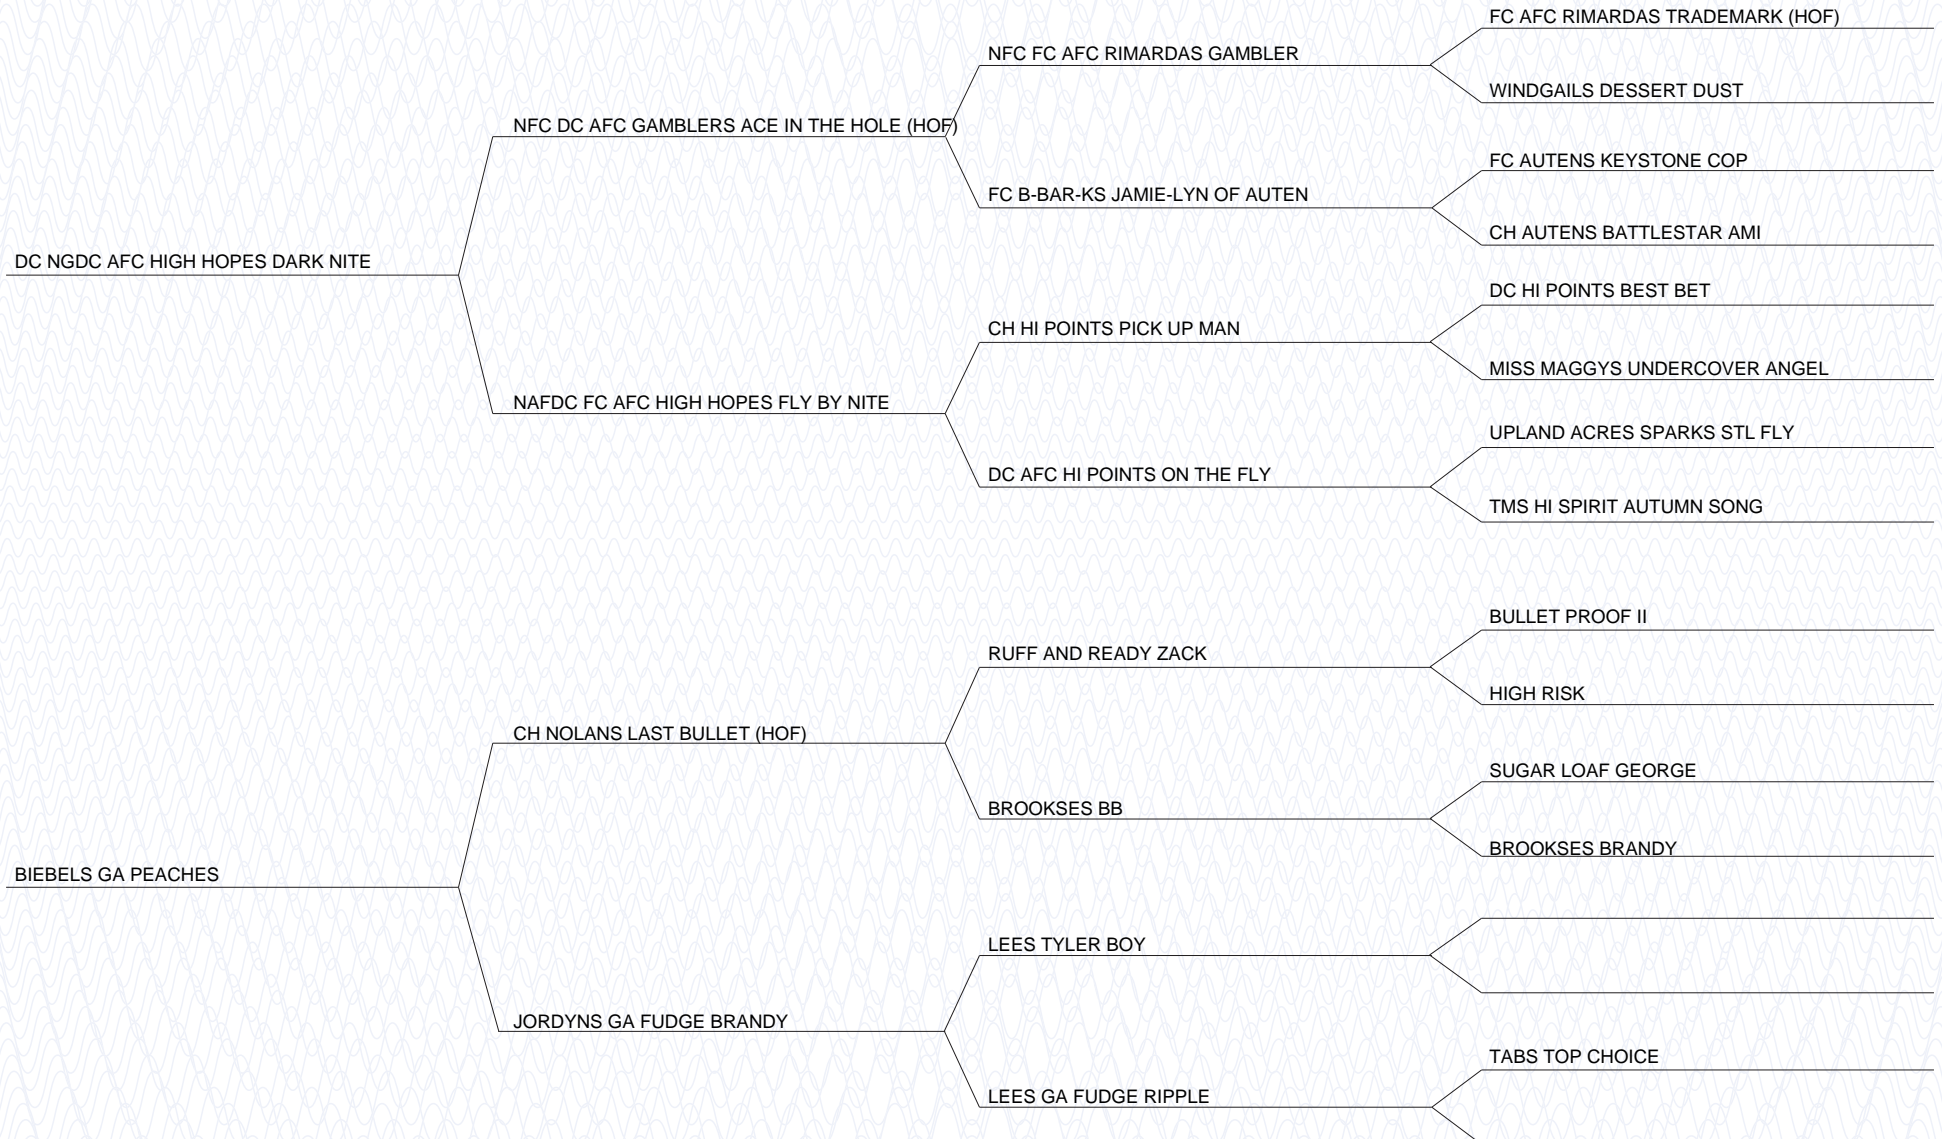 FC AFC RIMARDAS TRADEMARK (HOF)
NFC FC AFC RIMARDAS GAMBLER
WINDGAILS DESSERT DUST
NFC DC AFC GAMBLERS ACE IN THE HOLE (HOF)
FC AUTENS KEYSTONE COP
FC B-BAR-KS JAMIE-LYN OF AUTEN
CH AUTENS BATTLESTAR AMI
DC NGDC AFC HIGH HOPES DARK NITE
DC HI POINTS BEST BET
CH HI POINTS PICK UP MAN
MISS MAGGYS UNDERCOVER ANGEL
NAFDC FC AFC HIGH HOPES FLY BY NITE
UPLAND ACRES SPARKS STL FLY
DC AFC HI POINTS ON THE FLY
TMS HI SPIRIT AUTUMN SONG
BULLET PROOF II
RUFF AND READY ZACK
HIGH RISK
CH NOLANS LAST BULLET (HOF)
SUGAR LOAF GEORGE
BROOKSES BB
BROOKSES BRANDY
BIEBELS GA PEACHES
LEES TYLER BOY
JORDYNS GA FUDGE BRANDY
TABS TOP CHOICE
LEES GA FUDGE RIPPLE